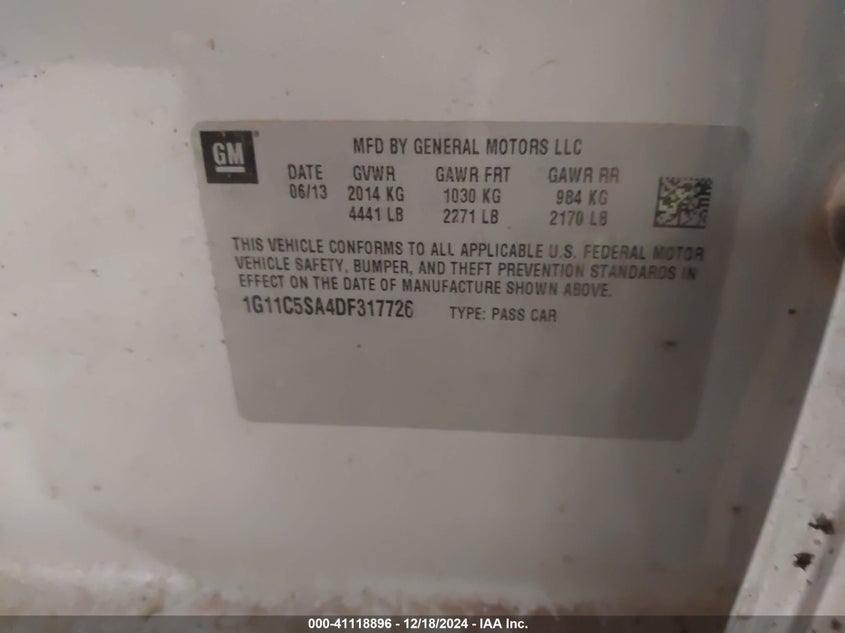 GM® MFD BY GENERAL MOTORS LLC
DATE GVWR GAWR FRT GAWR RR
06/13 2014 KG 1030 KG 984 KG
4441 LB 2271 LB 2170 LB
THIS VEHICLE CONFORMS TO ALL APPLICABLE U.S. FEDERAL MOTOR
VEHICLE SAFETY, BUMPER, AND THEFT PREVENTION STANDARDS IN
EFFECT ON THE DATE OF MANUFACTURE SHOWN ABOVE.
1G11C5SA4DF317726 TYPE: PASS CAR
000-41118896 - 12/18/2024 - IAA Inc.